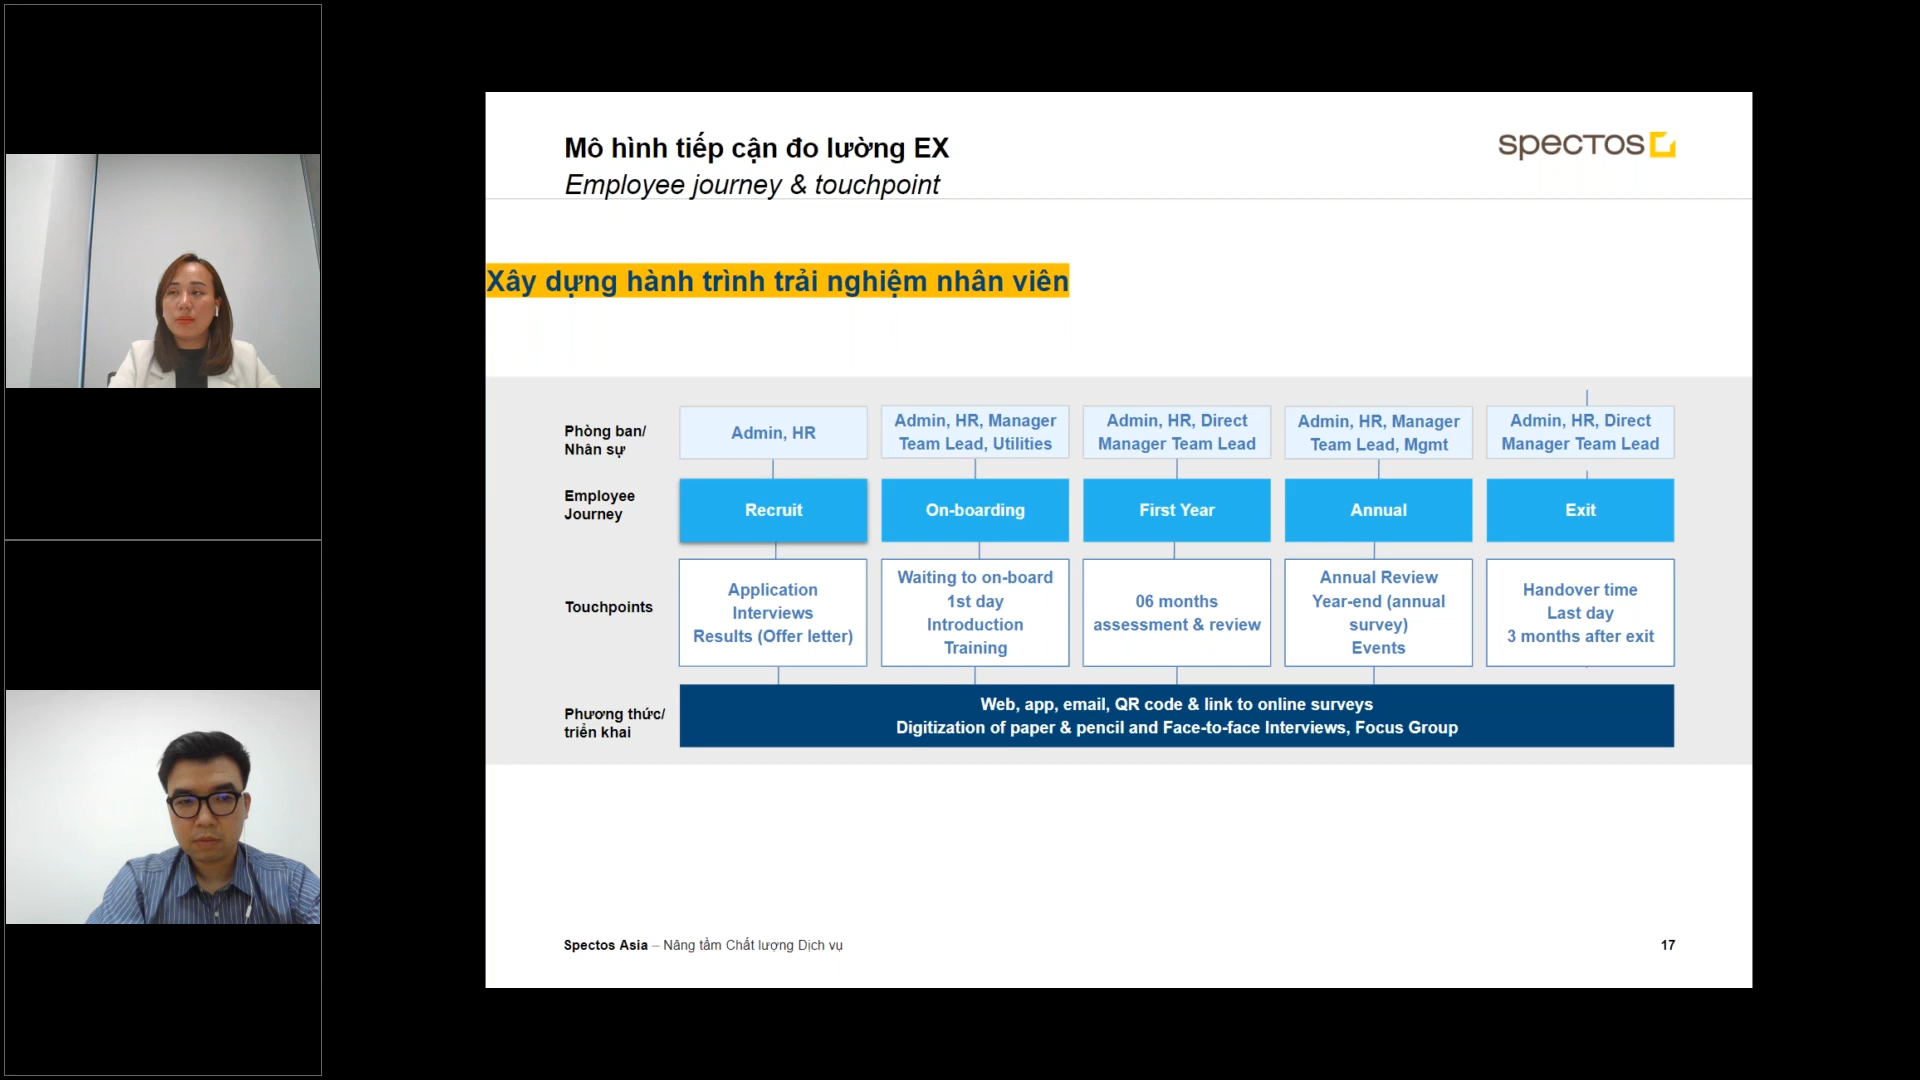 Mô hình tiếp cận đo lường EX
Employee journey & touchpoint
specTos
Xây dựng hành trình trải nghiệm nhân viên
Phòng ban/
Nhân sự
Admin, HR
Admin, HR, Manager
Team Lead, Utilities
Admin, HR, Direct
Manager Team Lead
Admin, HR, Manager
Team Lead, Mgmt
Admin, HR, Direct
Manager Team Lead
Employee
Journey
Recruit
On-boarding
First Year
Annual
Exit
Touchpoints
Application
Interviews
Results (Offer letter)
Waiting to on-board
1st day
Introduction
Training
06 months
assessment & review
Annual Review
Year-end (annual
survey)
Events
Handover time
Last day
3 months after exit
Phương thức/
triển khai
Web, app, email, QR code & link to online surveys
Digitization of paper & pencil and Face-to-face Interviews, Focus Group
Spectos Asia – Nâng tầm Chất lượng Dịch vụ
17